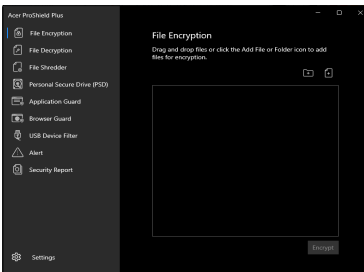 Acer ProShield Plus
File Encryption
File Decryption
File Shredder
Personal Secure Drive (PSD)
Application Guard
Browser Guard
USB Device Filter
Alert
Security Report
Settings
File Encryption
Drag and drop files or click the Add File or Folder icon to add
files for encryption.
Encrypt